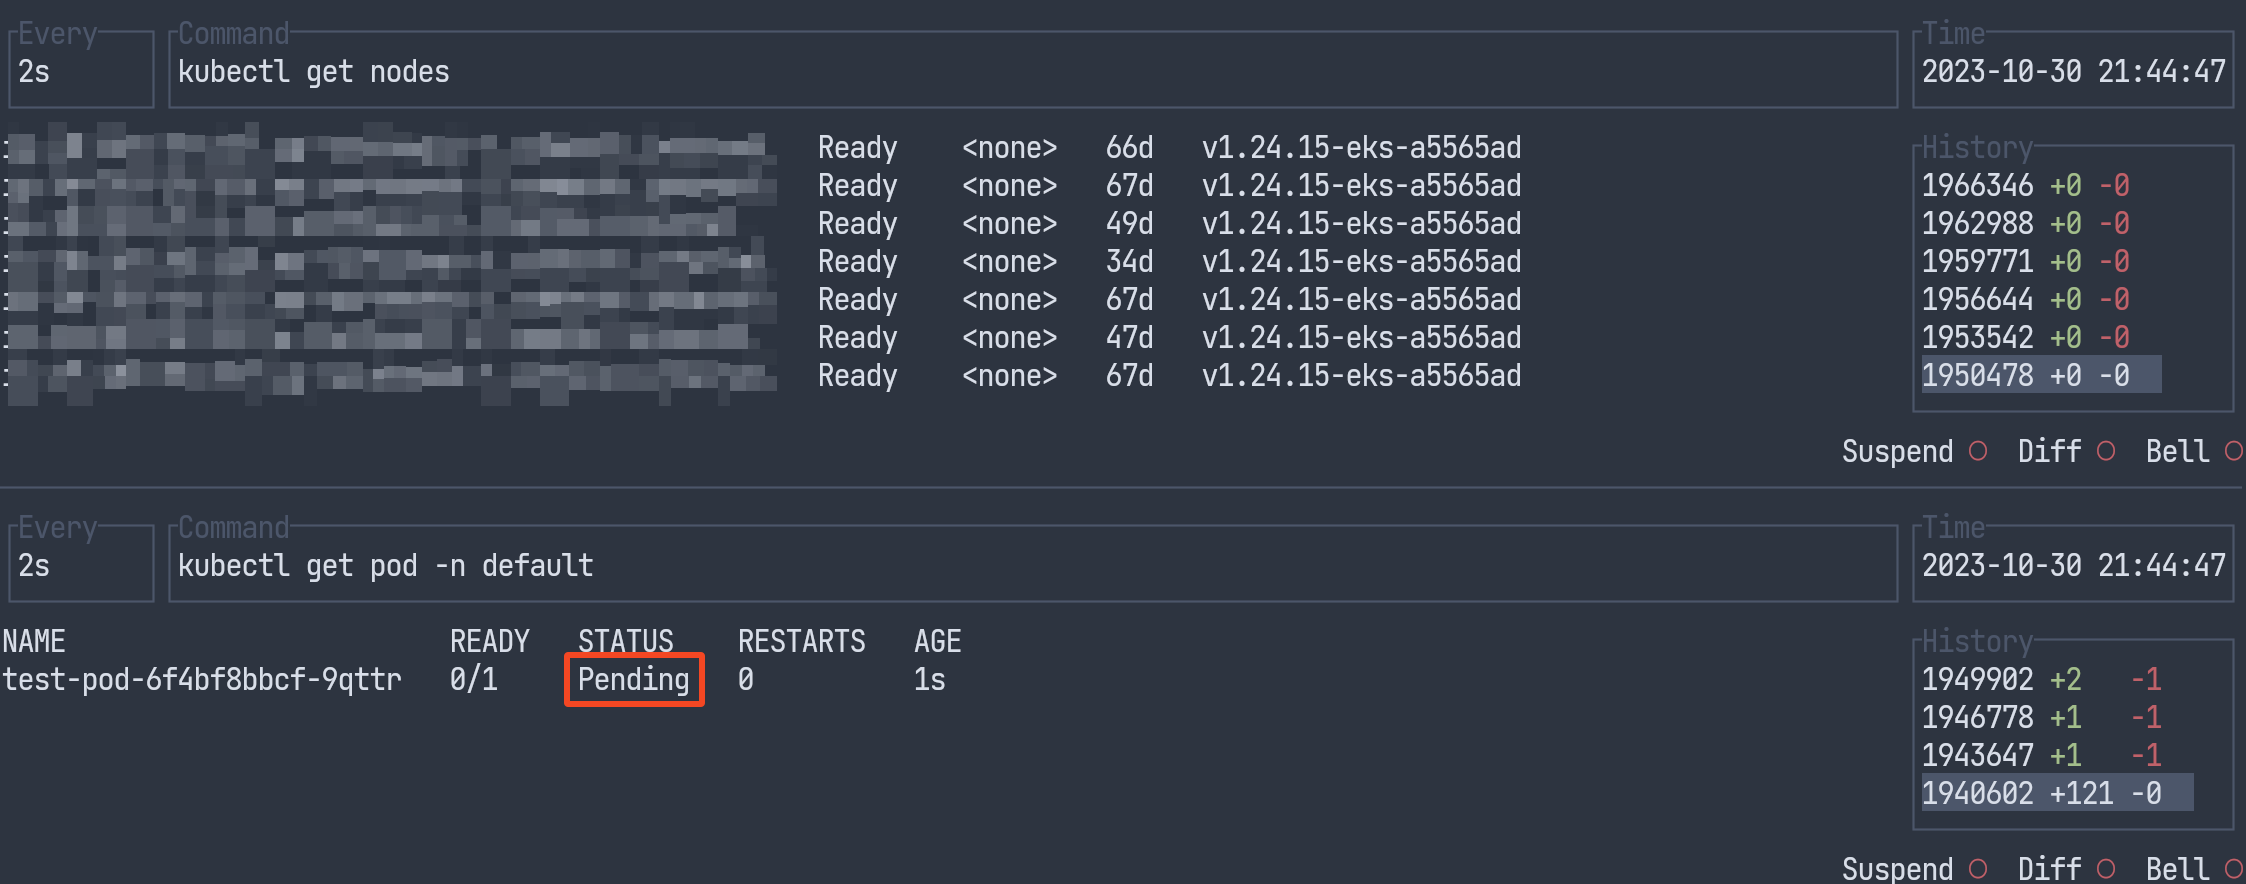 Every Command Time
2s kubectl get nodes 2023-10-30 21:44:47
Ready <none> 66d v1.24.15-eks-a5565ad History
Ready <none> 67d v1.24.15-eks-a5565ad 1966346 +0 -0
Ready <none> 49d v1.24.15-eks-a5565ad 1962988 +0 -0
Ready <none> 34d v1.24.15-eks-a5565ad 1959771 +0 -0
Ready <none> 67d v1.24.15-eks-a5565ad 1956644 +0 -0
Ready <none> 47d v1.24.15-eks-a5565ad 1953542 +0 -0
Ready <none> 67d v1.24.15-eks-a5565ad 1950478 +0 -0
Suspend Diff Bell
Every Command Time
2s kubectl get pod -n default 2023-10-30 21:44:47
NAME READY STATUS RESTARTS AGE History
test-pod-6f4bf8bbcf-9qttr 0/1 Pending 0 1s 1949902 +2 -1
1946778 +1 -1
1943647 +1 -1
1940602 +121 -0
Suspend Diff Bell